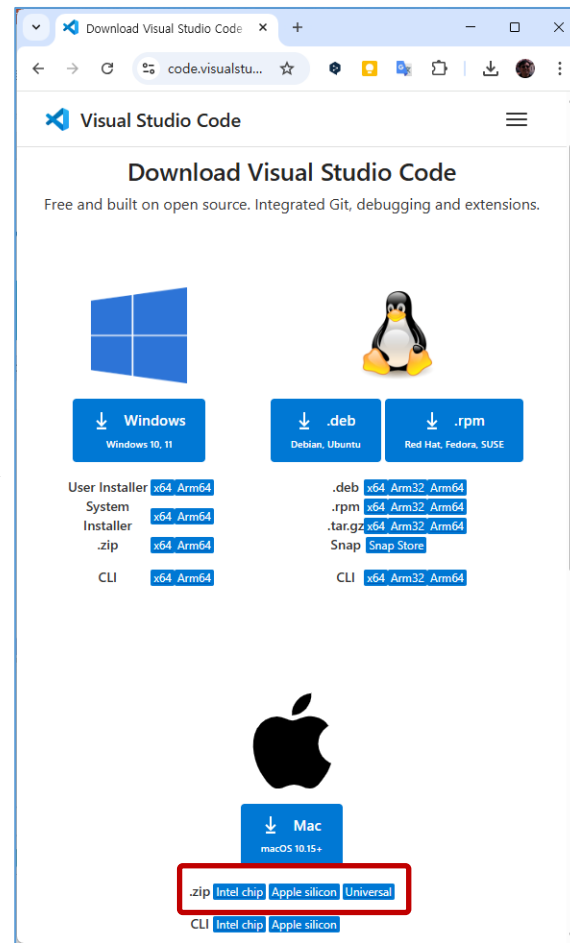 Download Visual Studio Code
code.visualstu...
Visual Studio Code
Download Visual Studio Code
Free and built on open source. Integrated Git, debugging and extensions.
Windows
Windows 10, 11
User Installer x64 Arm64
System
Installer x64 Arm64
.zip x64 Arm64
CLI x64 Arm64
.deb
Debian, Ubuntu
.rpm
Red Hat, Fedora, SUSE
.deb x64 Arm32 Arm64
.rpm x64 Arm32 Arm64
.tar.gz x64 Arm32 Arm64
Snap Snap Store
CLI x64 Arm32 Arm64
Mac
macOS 10.15+
.zip Intel chip Apple silicon Universal
CLI Intel chip Apple silicon